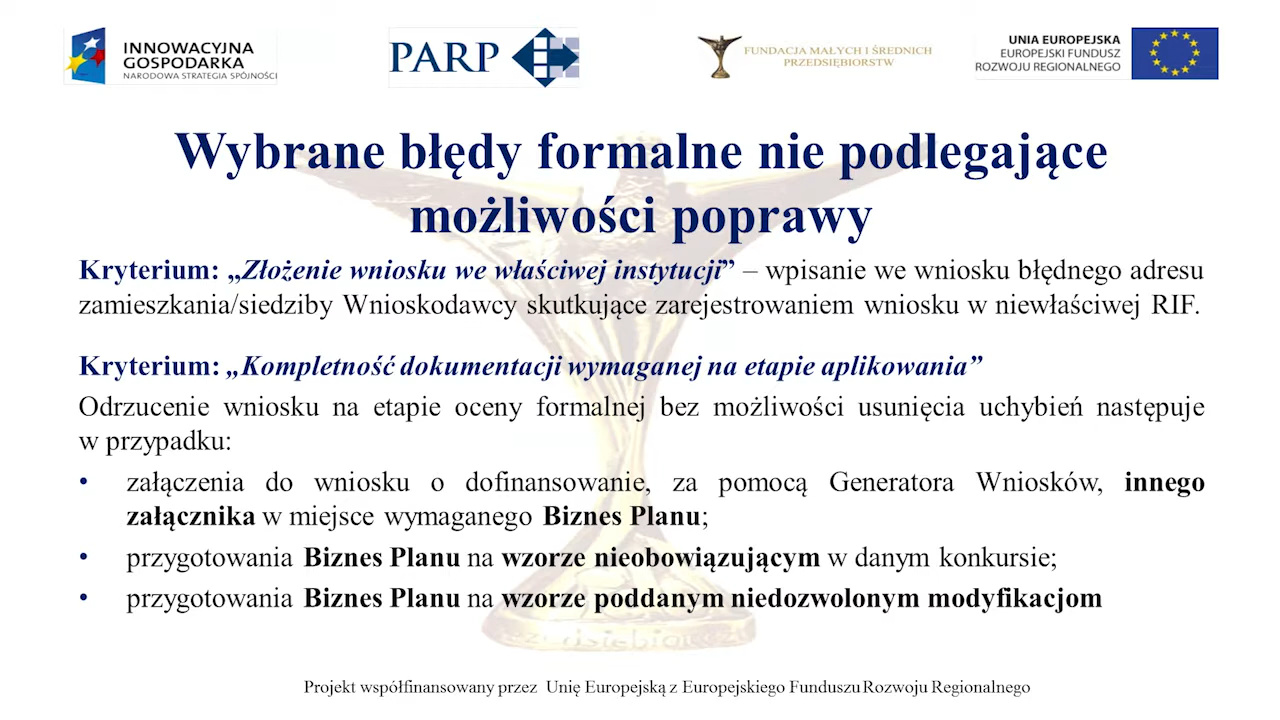 INNOWACYJNA
GOSPODARKA
NARODOWA STRATEGIA SPÓJNOŚCI
PARP
FUNDACJA MAŁYCH I ŚREDNICH
PRZEDSIĘBIORSTW
UNIA EUROPEJSKA
EUROPEJSKI FUNDUSZ
ROZWOJU REGIONALNEGO
Wybrane błędy formalne nie podlegające
możliwości poprawy
Kryterium: „Złożenie wniosku we właściwej instytucji” – wpisanie we wniosku błędnego adresu
zamieszkania/siedziby Wnioskodawcy skutkujące zarejestrowaniem wniosku w niewłaściwej RIF.
Kryterium: „Kompletność dokumentacji wymaganej na etapie aplikowania”
Odrzucenie wniosku na etapie oceny formalnej bez możliwości usunięcia uchybień następuje
w przypadku:
• załączenia do wniosku o dofinansowanie, za pomocą Generatora Wniosków, innego
załącznika w miejsce wymaganego Biznes Planu;
• przygotowania Biznes Planu na wzorze nieobowiązującym w danym konkursie;
• przygotowania Biznes Planu na wzorze poddanym niedozwolonym modyfikacjom
Projekt współfinansowany przez Unię Europejską z Europejskiego Funduszu Rozwoju Regionalnego